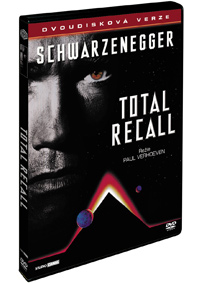 DVOUDISKOVÁ VERZE
SCHWARZENEGGER
TOTAL
RECALL
Režie
PAUL VERHOEVEN
TOTAL RECALL
DVD